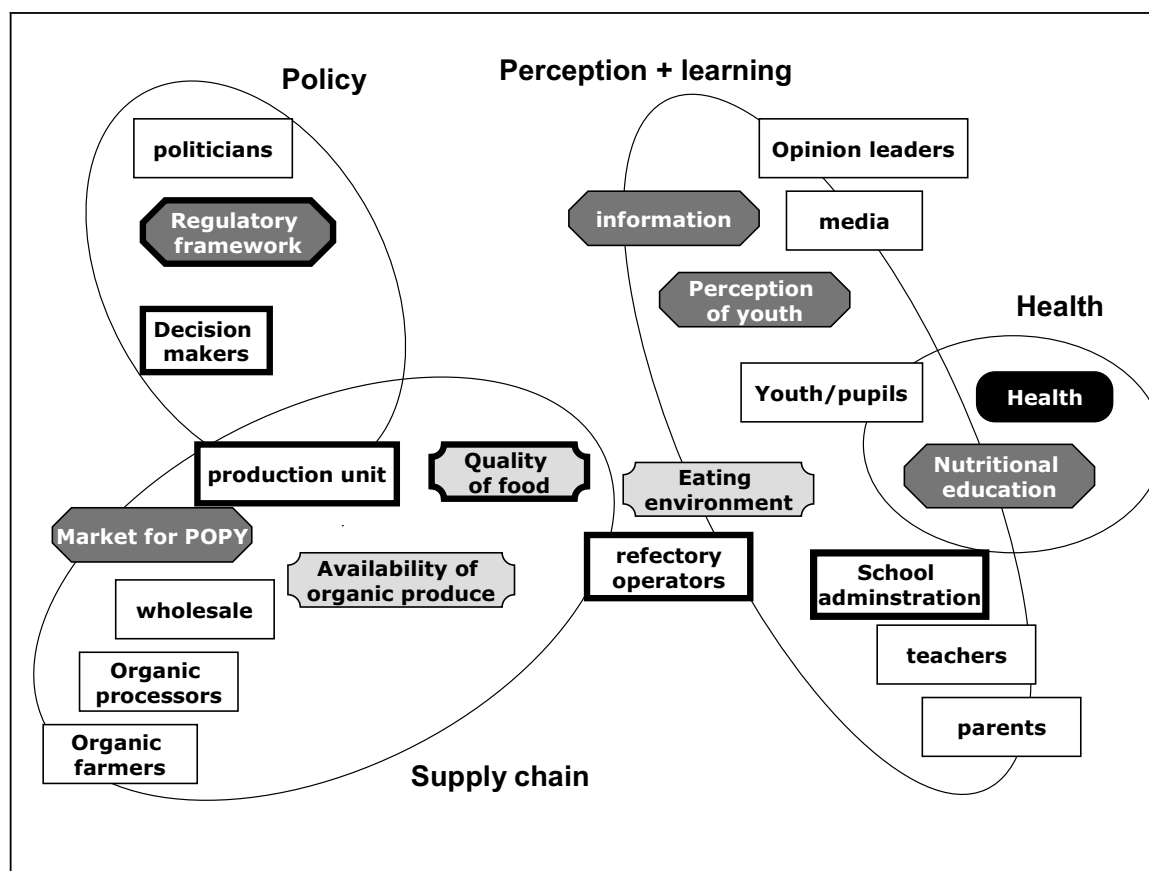 Policy
Perception + learning
politicians
Opinion leaders
Regulatory
framework
information
media
Perception
of youth
Health
Decision
makers
Youth/pupils
Health
production unit
Quality
of food
Eating
environment
Nutritional
education
Market for POPY
Availability of
organic produce
refectory
operators
School
adminstration
wholesale
teachers
Organic
processors
parents
Organic
farmers
Supply chain